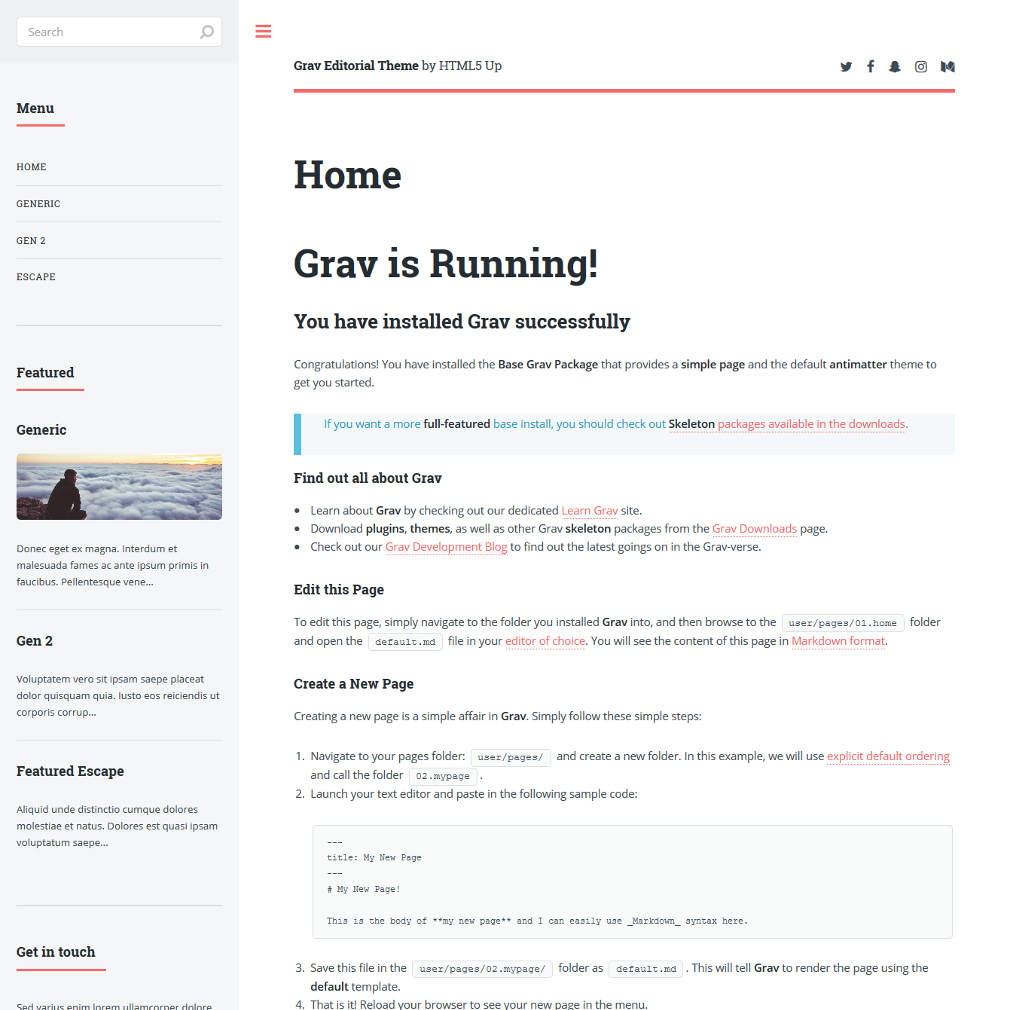 Search
Menu
HOME
GENERIC
GEN 2
ESCAPE
Featured
Generic
Donec eget ex magna. Interdum et
malesuada fames ac ante ipsum primis in
faucibus. Pellentesque vene...
Gen 2
Voluptatem vero sit ipsam saepe placeat
dolor quisquam quia. Iusto eos reiciendis ut
corporis corrup...
Featured Escape
Aliquid unde distinctio cumque dolores
molestiae et natus. Dolores est quasi ipsam
voluptatum saepe...
Get in touch
Sed varius enim lorem ullamcorper dolore
Grav Editorial Theme by HTML5 Up
Home
Grav is Running!
You have installed Grav successfully
Congratulations! You have installed the Base Grav Package that provides a simple page and the default antimatter theme to
get you started.
If you want a more full-featured base install, you should check out Skeleton packages available in the downloads.
Find out all about Grav
• Learn about Grav by checking out our dedicated Learn Grav site.
• Download plugins, themes, as well as other Grav skeleton packages from the Grav Downloads page.
• Check out our Grav Development Blog to find out the latest goings on in the Grav-verse.
Edit this Page
To edit this page, simply navigate to the folder you installed Grav into, and then browse to the user/pages/01.home folder
and open the default.md file in your editor of choice. You will see the content of this page in Markdown format.
Create a New Page
Creating a new page is a simple affair in Grav. Simply follow these simple steps:
1. Navigate to your pages folder: user/pages/ and create a new folder. In this example, we will use explicit default ordering
and call the folder 02.mypage .
2. Launch your text editor and paste in the following sample code:
---
title: My New Page
---
# My New Page!
This is the body of **my new page** and I can easily use _Markdown_ syntax here.
3. Save this file in the user/pages/02.mypage/ folder as default.md . This will tell Grav to render the page using the
default template.
4. That is it! Reload your browser to see your new page in the menu.